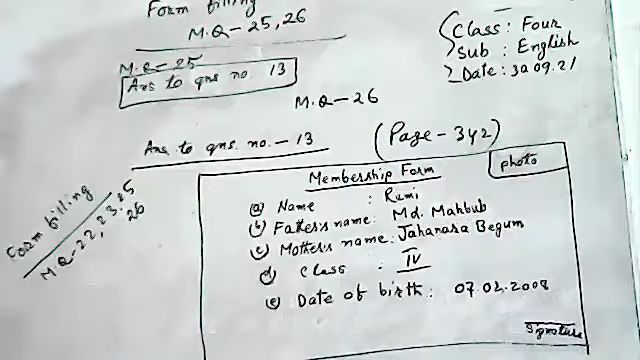 Form filling
M.Q-25,26
Class: Four
Sub : English
Date: 30.09.21
M.Q-25
Ans to qns no. 13
M.Q-26
Ans to qns. no. -13
(Page-342)
Form filling
M.Q-22,23,25
26
Membership Form
photo
(a) Name : Rumi
(b) Father's name: Md. Mahbub
(c) Mother's name: Jahanara Begum
(d) Class : IV
(e) Date of birth: 07.02.2008
Signature